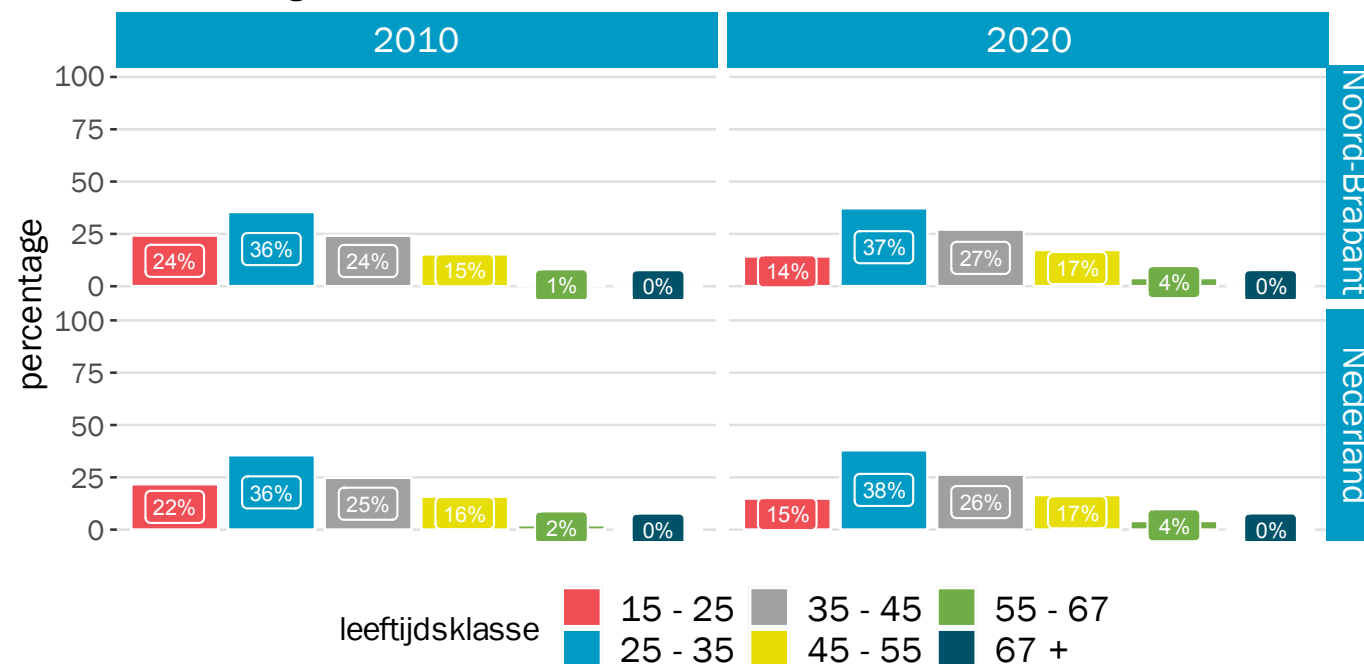 2010 2020
100
75
50
25
0
24% 36% 24% 15% 1% 0%
14% 37% 27% 17% 4% 0%
Noord-Brabant
percentage
100
75
50
25
0
22% 36% 25% 16% 2% 0%
15% 38% 26% 17% 4% 0%
Nederland
leeftijdsklasse
15 - 25 35 - 45 55 - 67
25 - 35 45 - 55 67 +